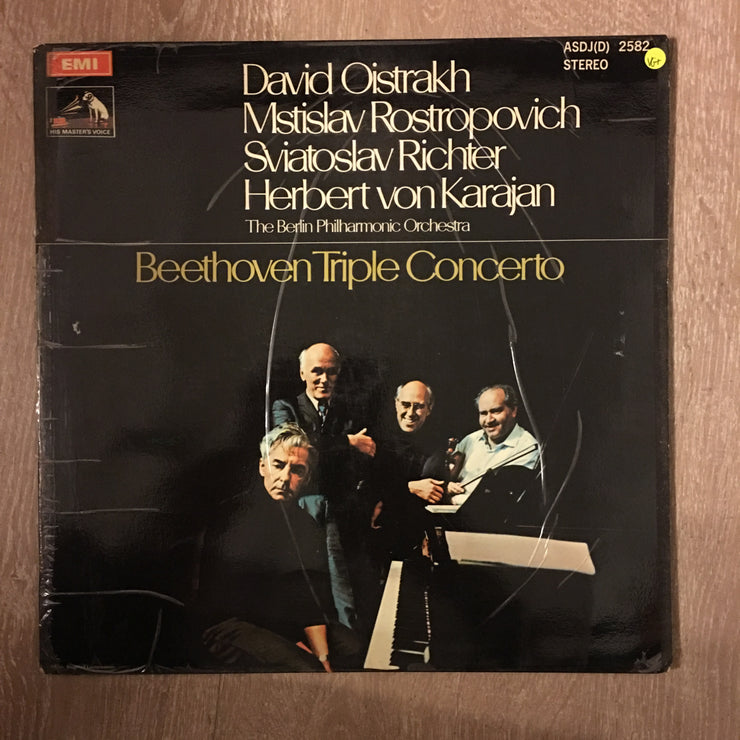 EMI
HIS MASTER'S VOICE
ASDJ(D) 2582
STEREO
VG+
David Oistrakh
Mstislav Rostropovich
Sviatoslav Richter
Herbert von Karajan
The Berlin Philharmonic Orchestra
Beethoven Triple Concerto